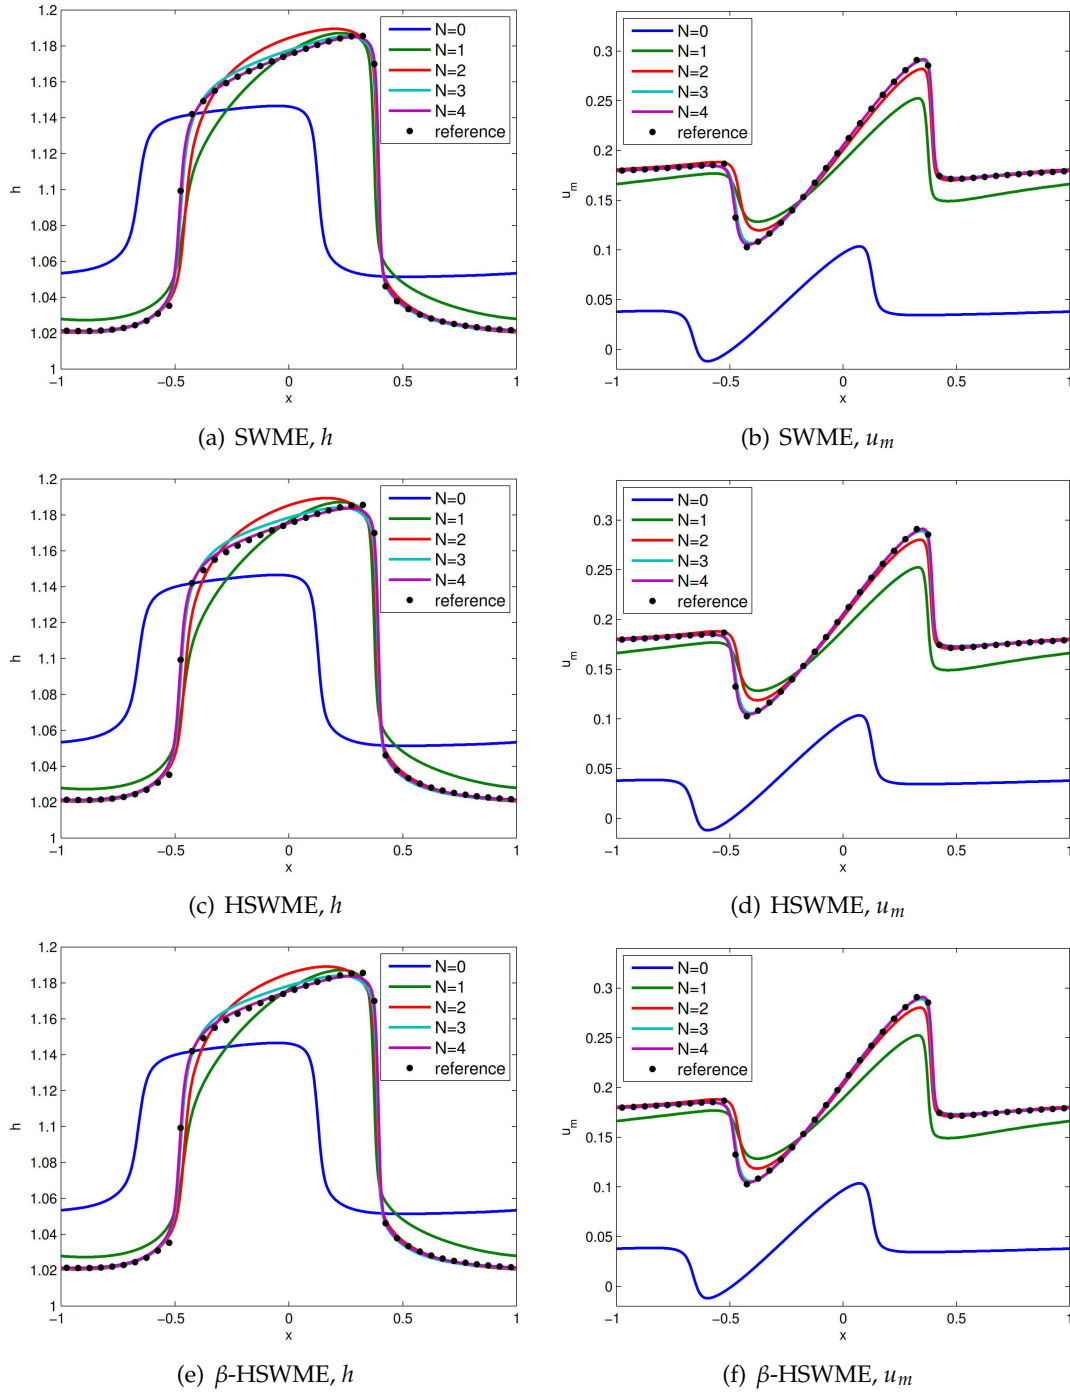 1.2
1.18
1.16
1.14
1.12
1.1
1.08
1.06
1.04
1.02
1
h
−1
−0.5
0
0.5
1
x
N=0
N=1
N=2
N=3
N=4
reference
(a) SWME, h
0.3
0.25
0.2
0.15
0.1
0.05
0
u_m
−1
−0.5
0
0.5
1
x
N=0
N=1
N=2
N=3
N=4
reference
(b) SWME, u_m
1.2
1.18
1.16
1.14
1.12
1.1
1.08
1.06
1.04
1.02
1
h
−1
−0.5
0
0.5
1
x
N=0
N=1
N=2
N=3
N=4
reference
(c) HSWME, h
0.3
0.25
0.2
0.15
0.1
0.05
0
u_m
−1
−0.5
0
0.5
1
x
N=0
N=1
N=2
N=3
N=4
reference
(d) HSWME, u_m
1.2
1.18
1.16
1.14
1.12
1.1
1.08
1.06
1.04
1.02
1
h
−1
−0.5
0
0.5
1
x
N=0
N=1
N=2
N=3
N=4
reference
(e) β-HSWME, h
0.3
0.25
0.2
0.15
0.1
0.05
0
u_m
−1
−0.5
0
0.5
1
x
N=0
N=1
N=2
N=3
N=4
reference
(f) β-HSWME, u_m